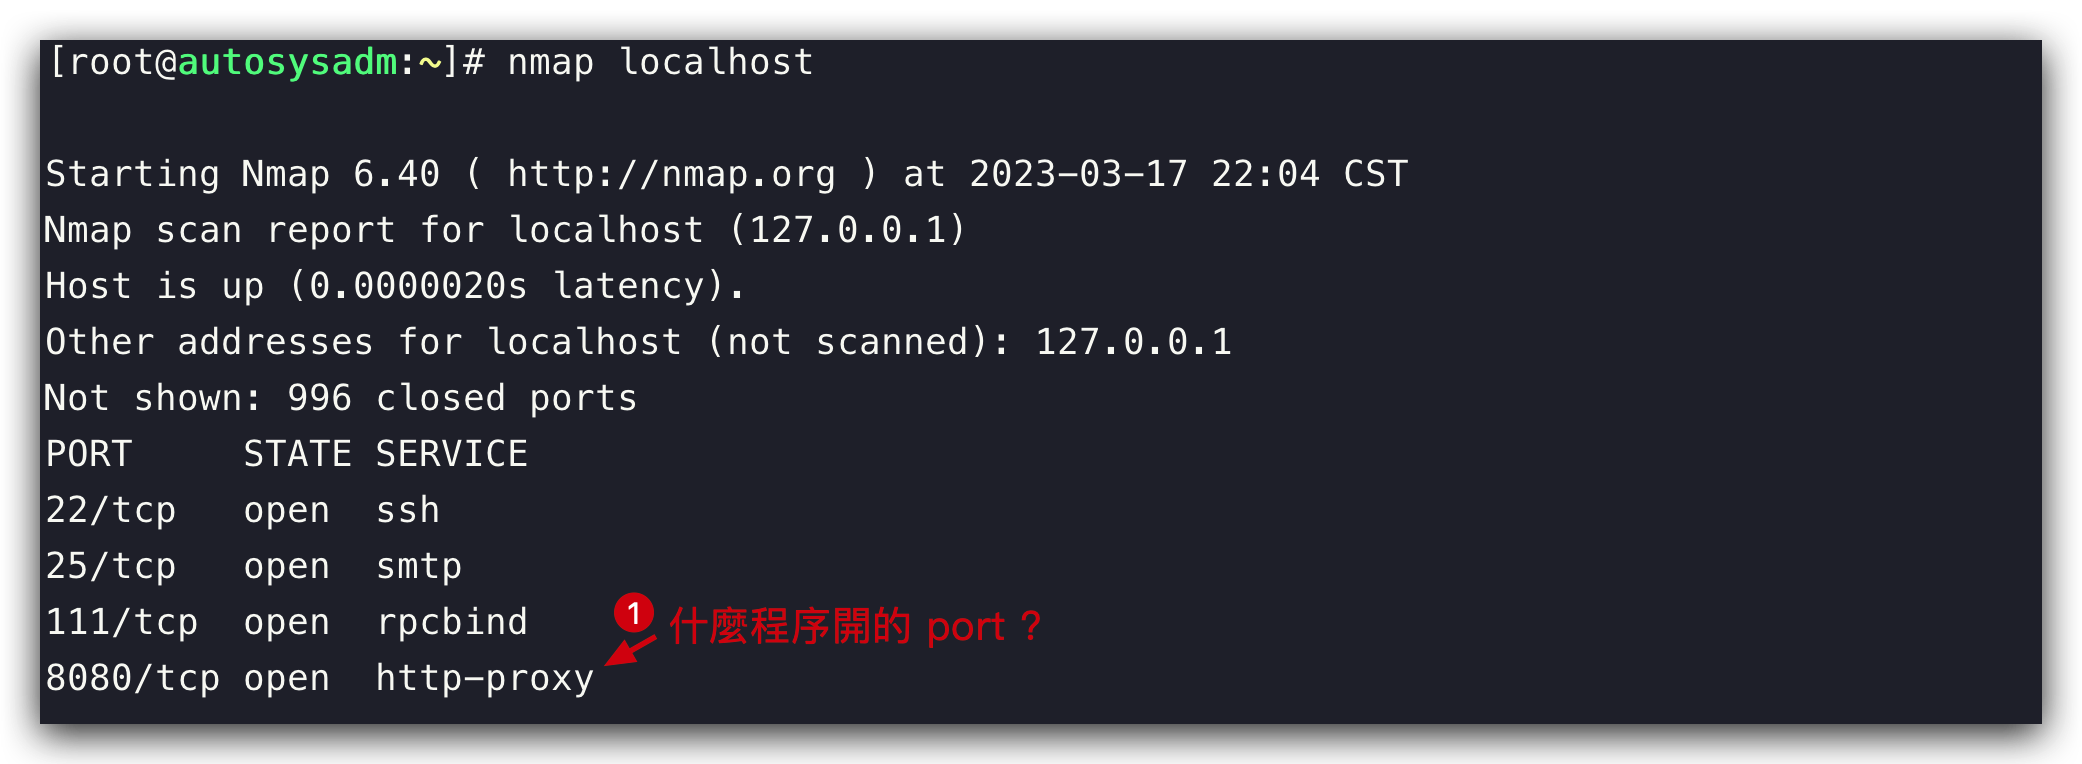 [root@autosysadm:~]# nmap localhost
Starting Nmap 6.40 ( http://nmap.org ) at 2023-03-17 22:04 CST
Nmap scan report for localhost (127.0.0.1)
Host is up (0.0000020s latency).
Other addresses for localhost (not scanned): 127.0.0.1
Not shown: 996 closed ports
PORT     STATE SERVICE
22/tcp   open  ssh
25/tcp   open  smtp
111/tcp  open  rpcbind
1 什麼程序開的 port ?
8080/tcp open  http-proxy